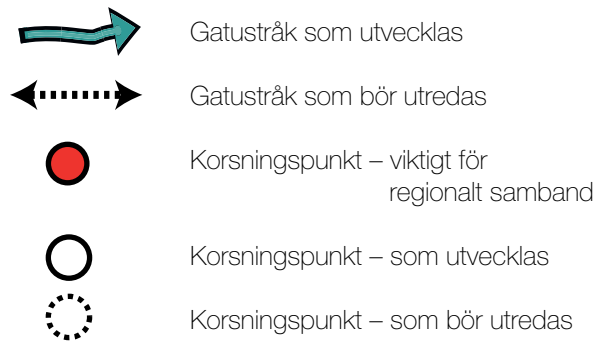 Gatustråk som utvecklas
Gatustråk som bör utredas
Korsningspunkt – viktigt för
regionalt samband
Korsningspunkt – som utvecklas
Korsningspunkt – som bör utredas